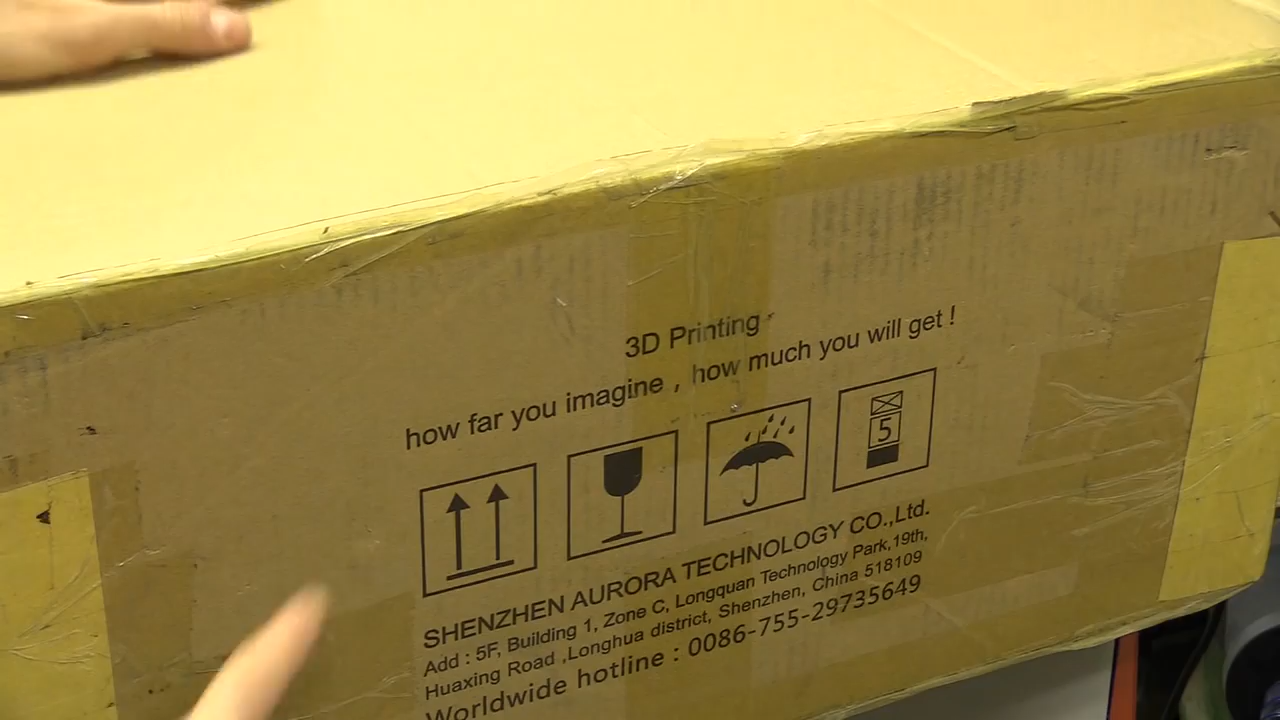 3D Printing
how far you imagine , how much you will get !
5
SHENZHEN AURORA TECHNOLOGY CO.,Ltd.
Add : 5F, Building 1, Zone C, Longquan Technology Park,19th,
Huaxing Road ,Longhua district, Shenzhen, China 518109
Worldwide hotline : 0086-755-29735649